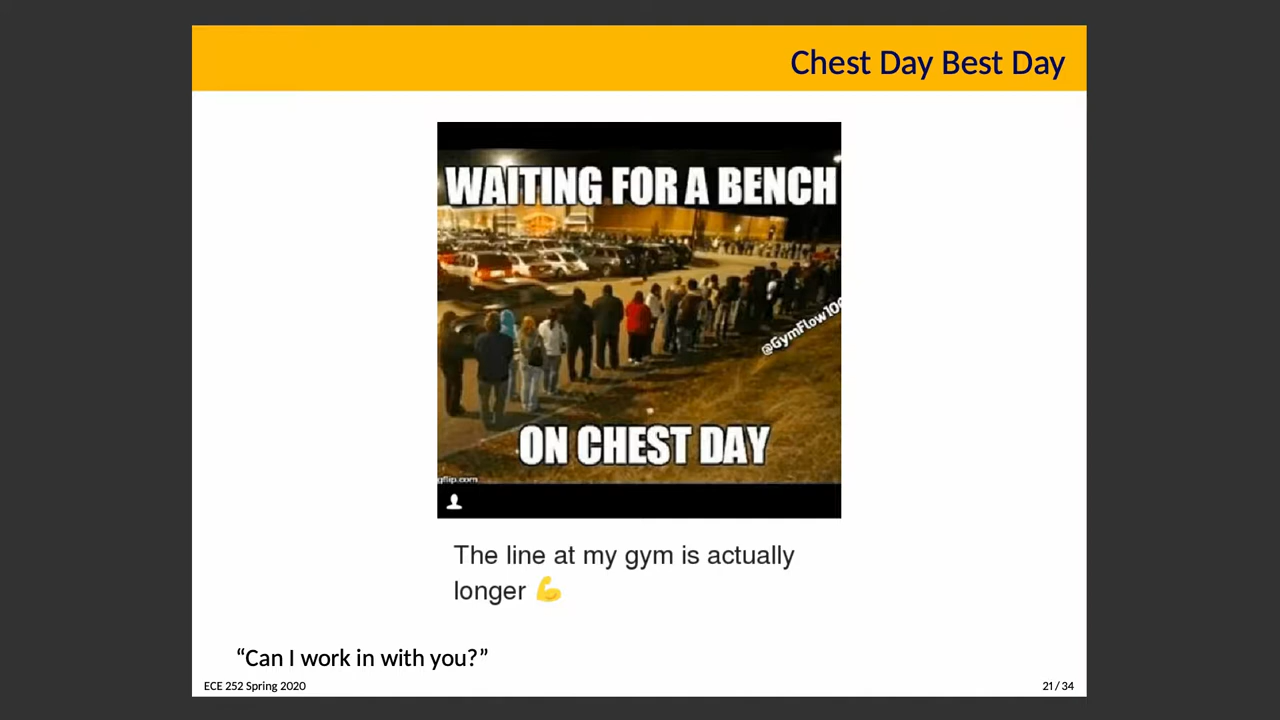 Chest Day Best Day
WAITING FOR A BENCH
@GymFlow100
ON CHEST DAY
gflip.com
The line at my gym is actually
longer 💪
“Can I work in with you?”
ECE 252 Spring 2020
21 / 34